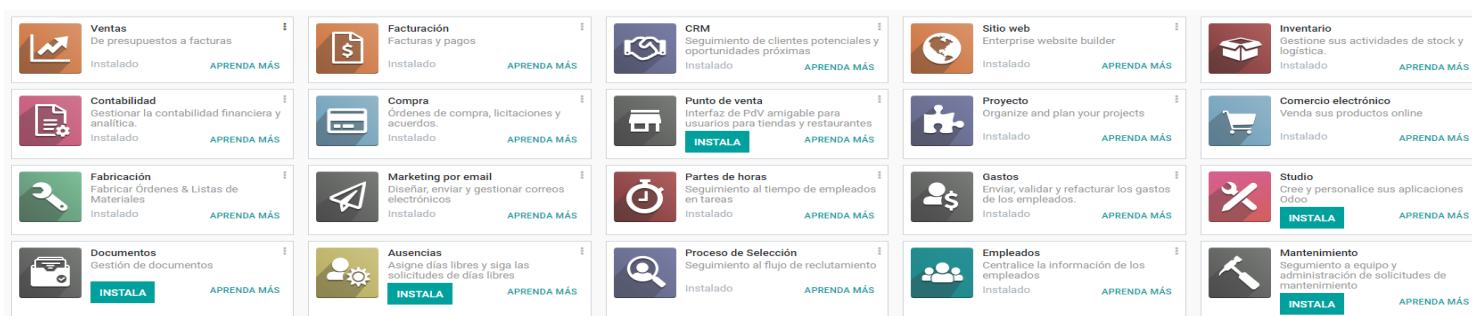 Ventas
De presupuestos a facturas
Instalado
APRENDA MÁS
Facturación
Facturas y pagos
Instalado
APRENDA MÁS
CRM
Seguimiento de clientes potenciales y
oportunidades próximas
Instalado
APRENDA MÁS
Sitio web
Enterprise website builder
Instalado
APRENDA MÁS
Inventario
Gestione sus actividades de stock y
logística.
Instalado
APRENDA MÁS
Contabilidad
Gestionar la contabilidad financiera y
analítica.
Instalado
APRENDA MÁS
Compra
Órdenes de compra, licitaciones y
acuerdos.
Instalado
APRENDA MÁS
Punto de venta
Interfaz de PdV amigable para
usuarios para tiendas y restaurantes
INSTALA
APRENDA MÁS
Proyecto
Organize and plan your projects
Instalado
APRENDA MÁS
Comercio electrónico
Venda sus productos online
Instalado
APRENDA MÁS
Fabricación
Fabricar Órdenes & Listas de
Materiales
Instalado
APRENDA MÁS
Marketing por email
Diseñar, enviar y gestionar correos
electrónicos
Instalado
APRENDA MÁS
Partes de horas
Seguimiento al tiempo de empleados
en tareas
Instalado
APRENDA MÁS
Gastos
Enviar, validar y refacturar los gastos
de los empleados.
Instalado
APRENDA MÁS
Studio
Cree y personalice sus aplicaciones
Odoo
INSTALA
APRENDA MÁS
Documentos
Gestión de documentos
INSTALA
APRENDA MÁS
Ausencias
Asigne días libres y siga las
solicitudes de días libres
INSTALA
APRENDA MÁS
Proceso de Selección
Seguimiento al flujo de reclutamiento
Instalado
APRENDA MÁS
Empleados
Centralice la información de los
empleados
Instalado
APRENDA MÁS
Mantenimiento
Segumiento a equipo y
administración de solicitudes de
mantenimiento
INSTALA
APRENDA MÁS